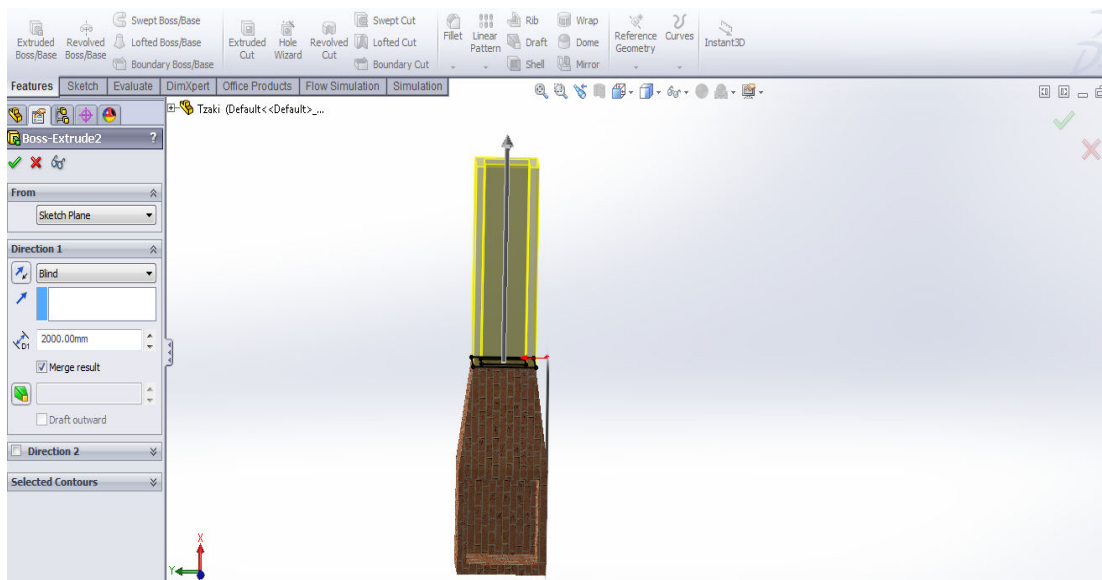 Extruded Boss/Base
Revolved Boss/Base
Swept Boss/Base
Lofted Boss/Base
Boundary Boss/Base
Extruded Cut
Hole Wizard
Revolved Cut
Swept Cut
Lofted Cut
Boundary Cut
Fillet
Linear Pattern
Rib
Draft
Shell
Wrap
Dome
Mirror
Reference Geometry
Curves
Instant3D
Features Sketch Evaluate DimXpert Office Products Flow Simulation Simulation
Tzaki (Default<<Default>_...
Boss-Extrude2 ?
From
Sketch Plane
Direction 1
Blind
D1 2000.00mm
Merge result
Draft outward
Direction 2
Selected Contours
X
Y